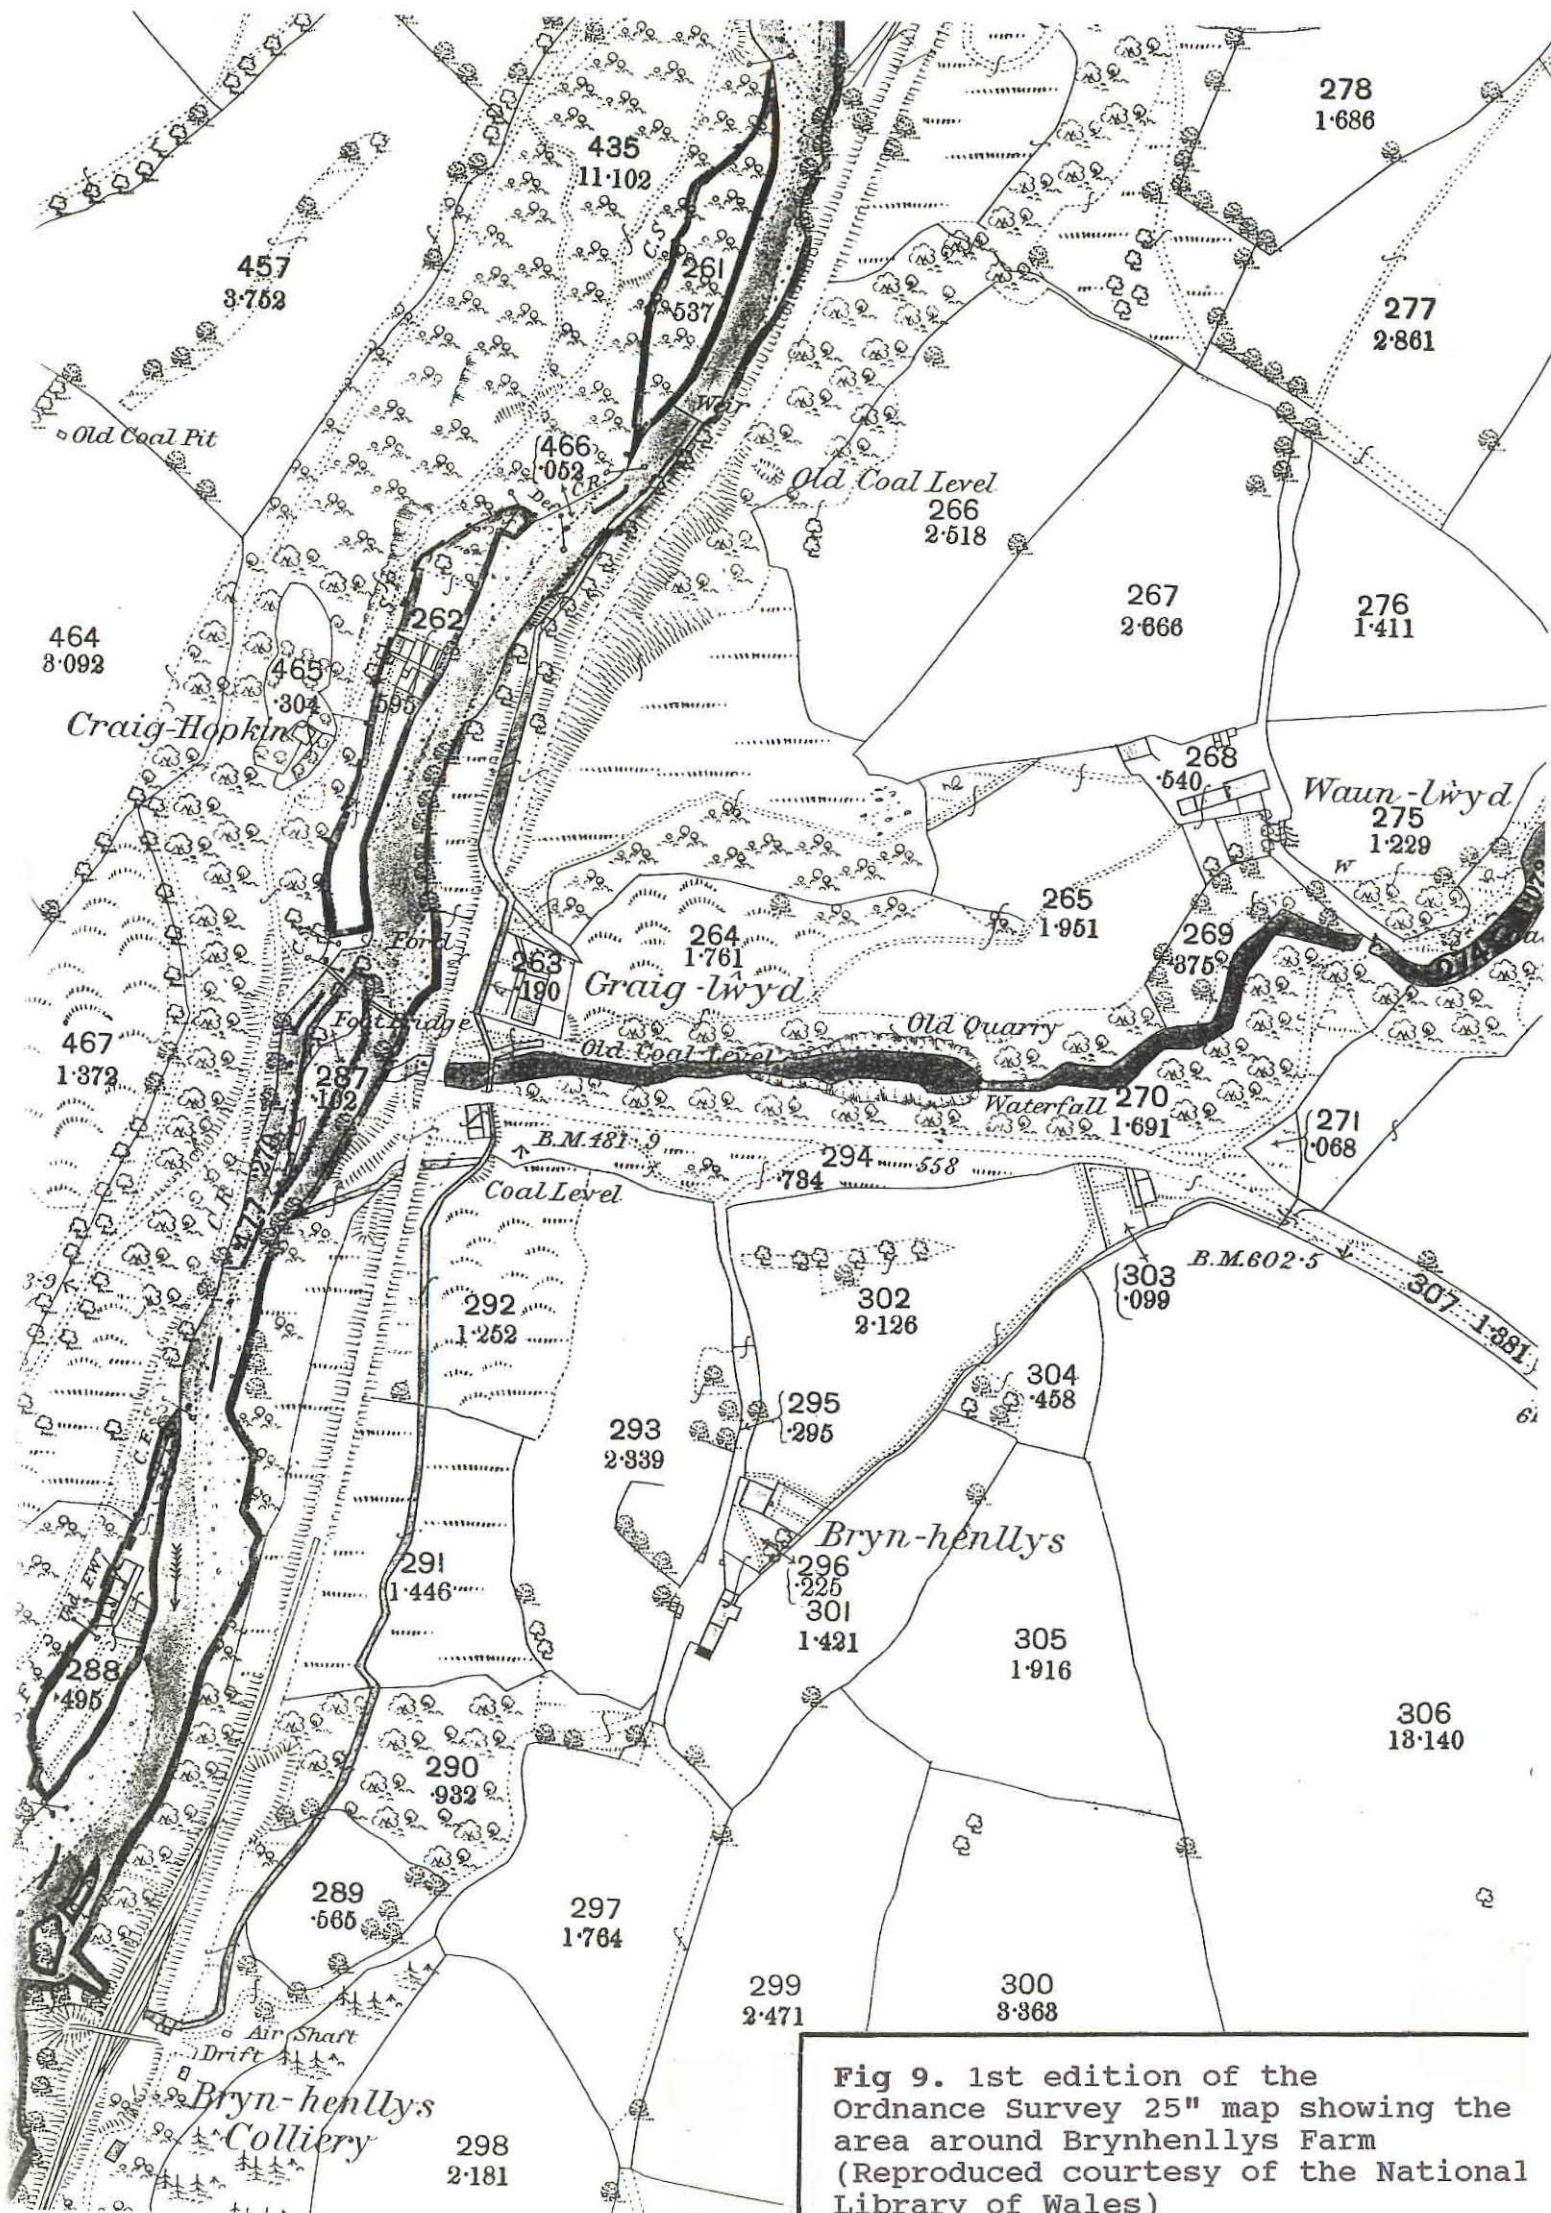 278
1·686
435
11·102
C.S.
261
·537
457
3·752
277
2·861
Weir
Old Coal Pit
466
·052
Def.
C.R.
Old Coal Level
266
2·518
267
2·666
276
1·411
262
·595
464
3·092
465
·304
Craig-Hopkin
268
·540
Waun-lŵyd
275
1·229
W
265
1·951
264
1·761
269
·375
274
Ford
263
·190
Graig-lŵyd
Old Quarry
Foot Bridge
Old Coal Level
467
1·372
287
·102
Waterfall
270
1·691
271
·068
B.M. 481·9
294
·784
558
Coal Level
C.R.
477
303
·099
B.M. 602·5
307
1·381
292
1·252
302
2·126
304
·458
295
·295
293
2·339
Bryn-henllys
296
·225
301
1·421
291
1·446
Und.
305
1·916
288
·495
306
13·140
290
·932
289
·565
297
1·764
299
2·471
300
3·368
Air Shaft
Drift
Bryn-henllys
Colliery
298
2·181
Fig 9. 1st edition of the
Ordnance Survey 25" map showing the
area around Brynhenllys Farm
(Reproduced courtesy of the National
Library of Wales)